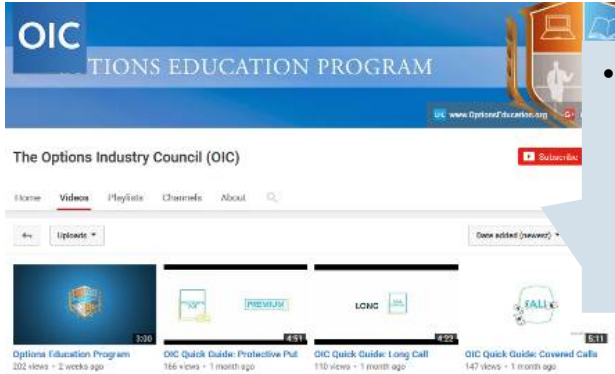 OIC
TIONS EDUCATION PROGRAM
www.OptionsEducation.org
The Options Industry Council (OIC)
Subscribe
Home Videos Playlists Channels About
Uploads
Date added (newest)
3:00
PREMIUM
4:51
LONG
4:22
CALL
5:11
Options Education Program
OIC Quick Guide: Protective Put
OIC Quick Guide: Long Call
OIC Quick Guide: Covered Calls
202 views • 2 weeks ago
166 views • 1 month ago
110 views • 1 month ago
147 views • 1 month ago